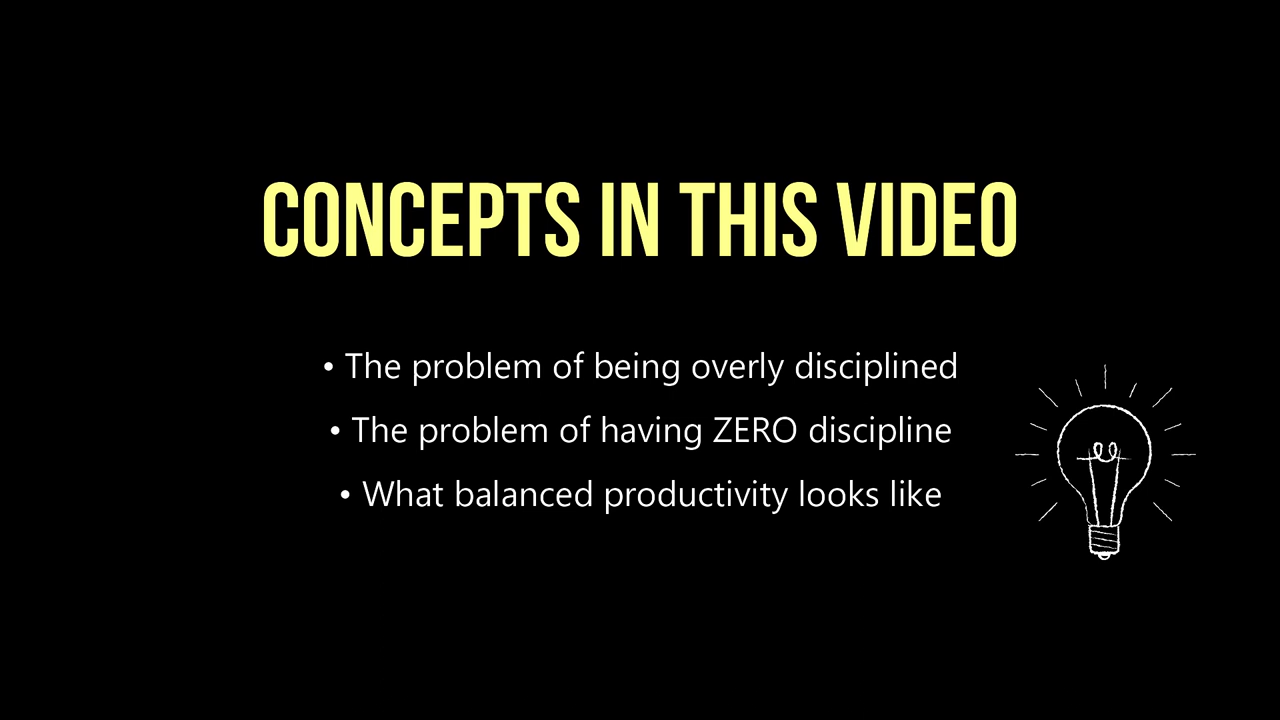 CONCEPTS IN THIS VIDEO
• The problem of being overly disciplined
• The problem of having ZERO discipline
• What balanced productivity looks like